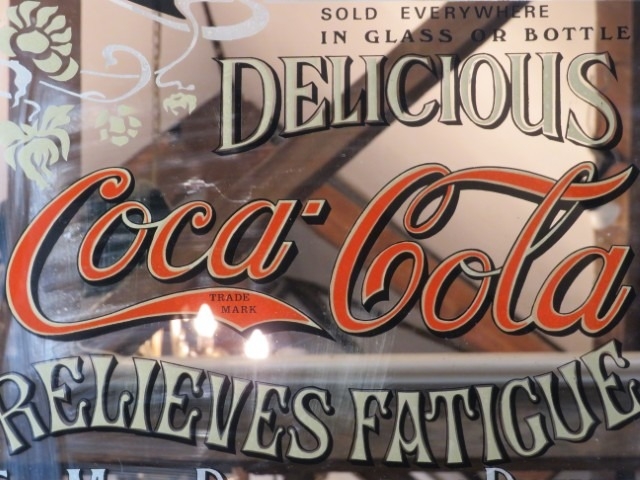 SOLD EVERYWHERE
IN GLASS OR BOTTLE
DELICIOUS
Coca-Cola
TRADE
MARK
RELIEVES FATIGUE